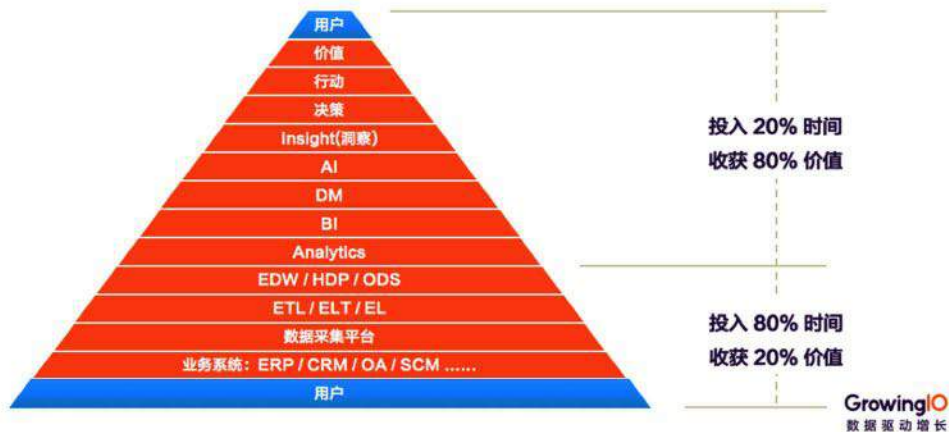 用户
价值
行动
决策
Insight(洞察）
AI
DM
BI
Analytics
EDW / HDP / ODS
ETL / ELT / EL
数据采集平台
业务系统：ERP / CRM / OA / SCM ......
用户
投入 20% 时间
收获 80% 价值
投入 80% 时间
收获 20% 价值
GrowingIO
数据驱动增长